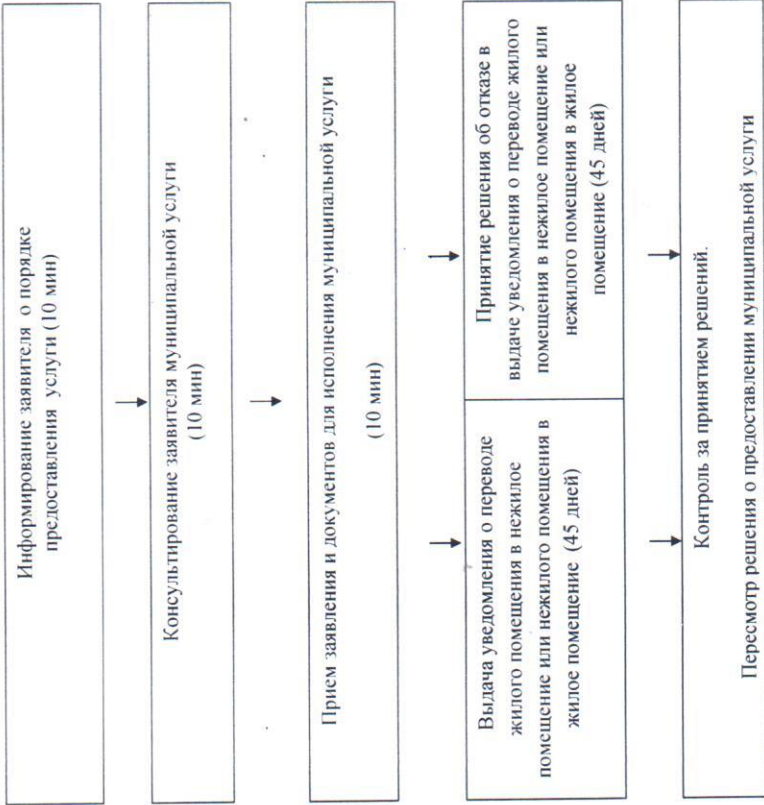 Информирование заявителя о порядке
предоставления услуги (10 мин)
Консультирование заявителя муниципальной услуги
(10 мин)
Прием заявления и документов для исполнения муниципальной услуги
(10 мин)
Выдача уведомления о переводе
жилого помещения в нежилое
помещение или нежилого помещения в
жилое помещение (45 дней)
Принятие решения об отказе в
выдаче уведомления о переводе жилого
помещения в нежилое помещение или
нежилого помещения в жилое
помещение (45 дней)
Контроль за принятием решений.
Пересмотр решения о предоставлении муниципальной услуги